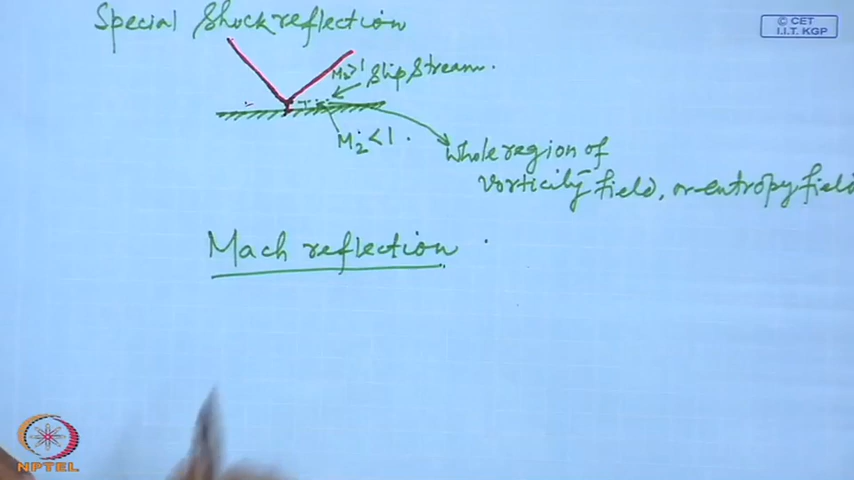 Special Shock reflection
© CET
I.I.T. KGP
M₂>1 Slip Stream.
M₂<1.
Whole region of
Vorticity field, or entropy field
Mach reflection.
NPTEL